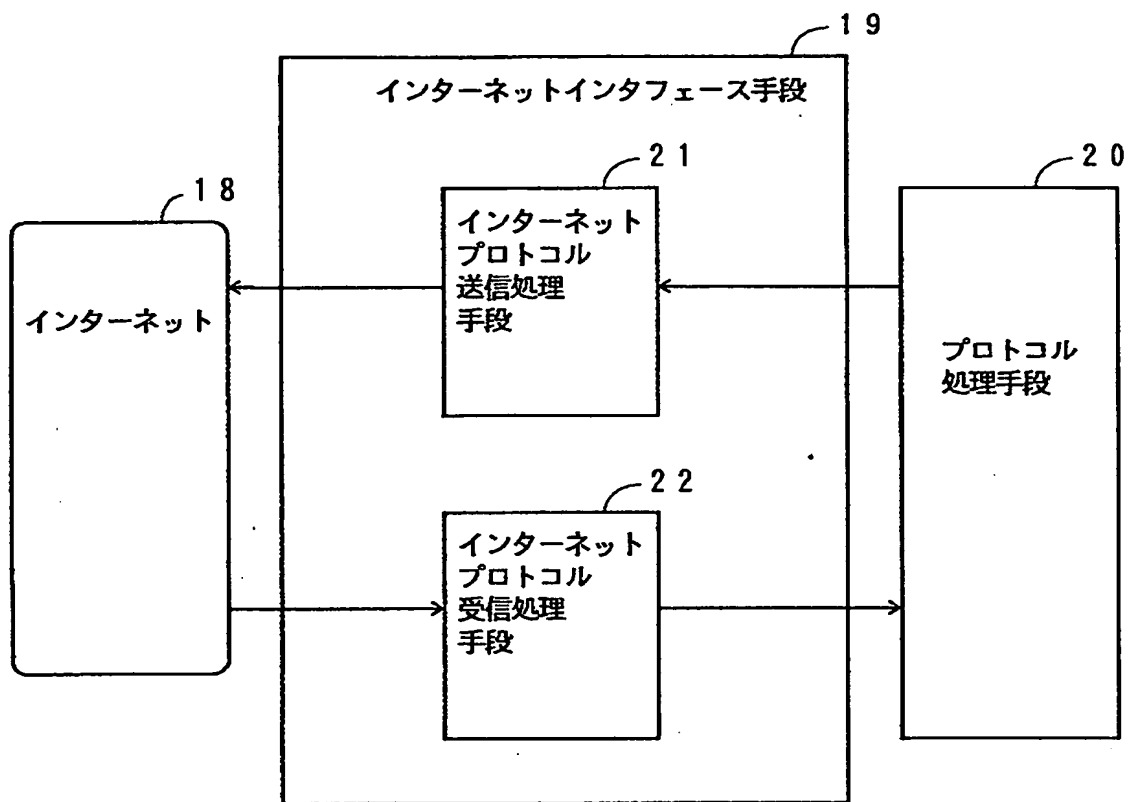 19
インターネットインタフェース手段
21
20
18
インターネット
プロトコル
送信処理
手段
インターネット
プロトコル
処理手段
22
インターネット
プロトコル
受信処理
手段